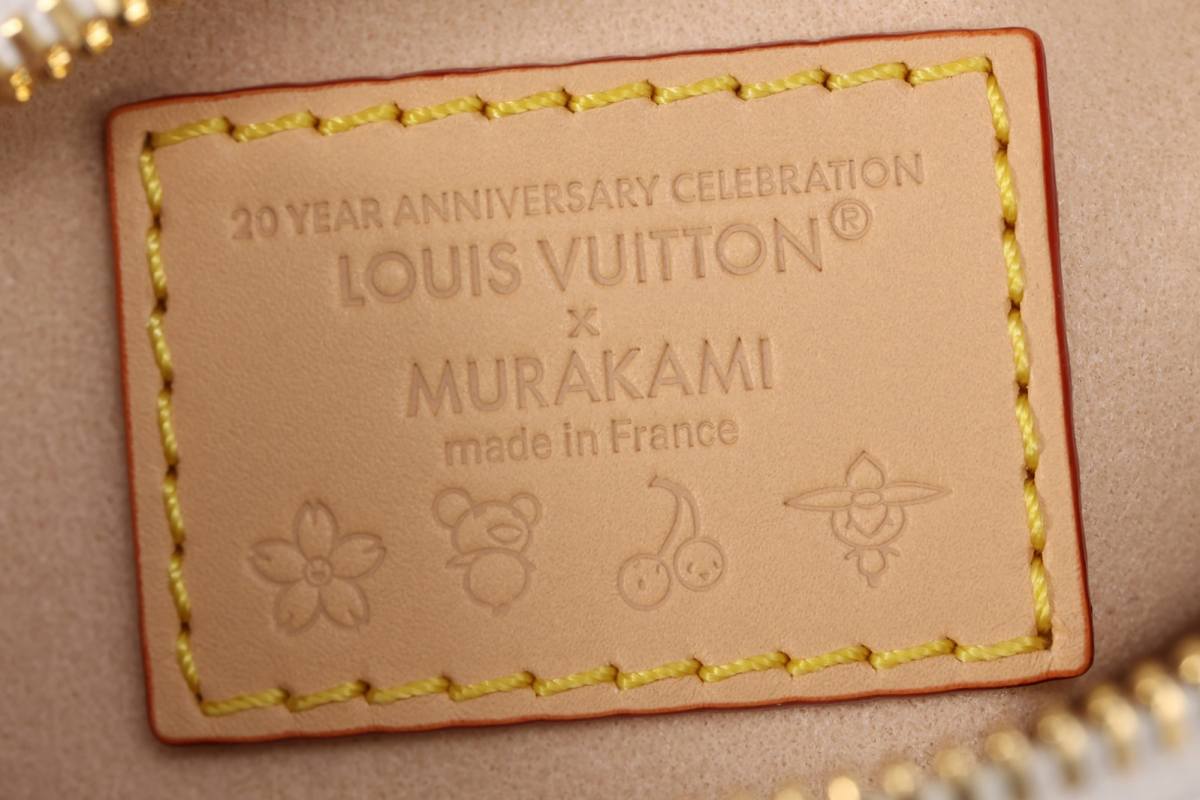 20 YEAR ANNIVERSARY CELEBRATION
LOUIS VUITTON®
x
MURAKAMI
made in France